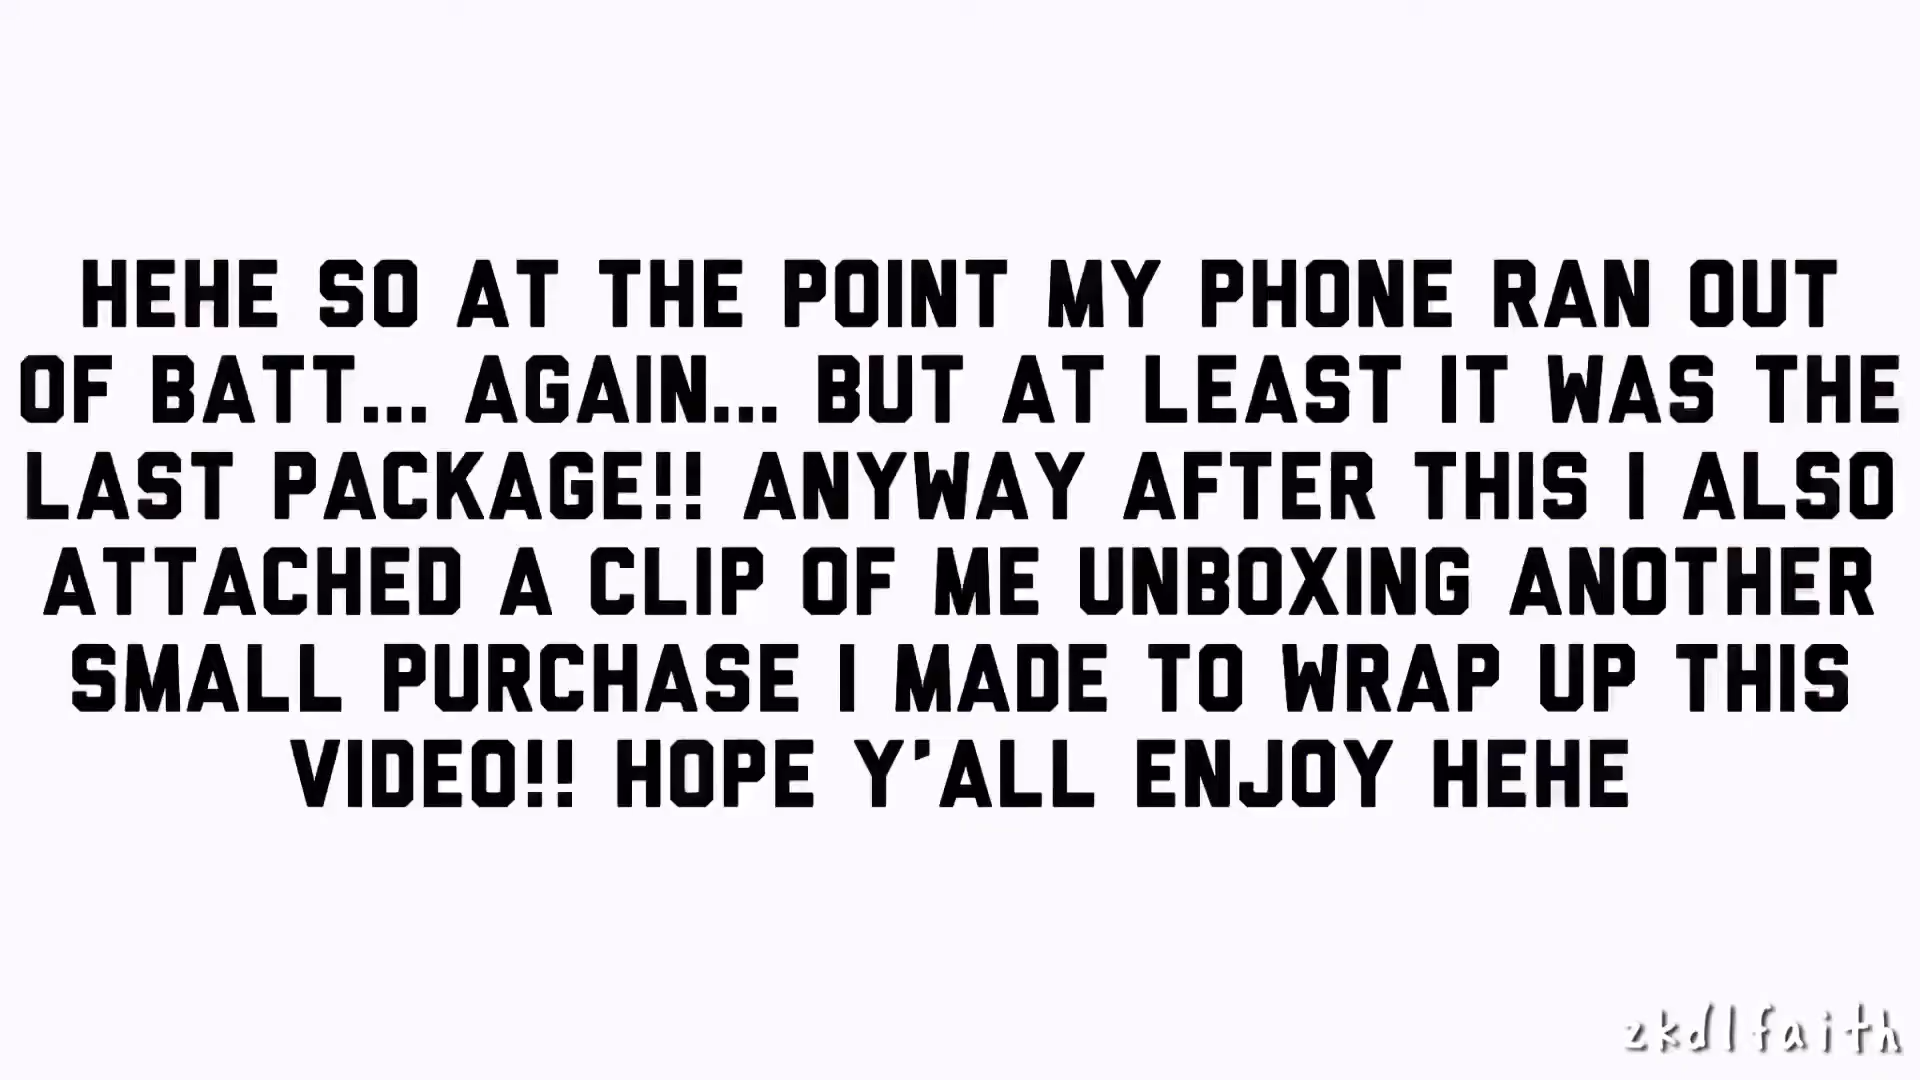 HEHE SO AT THE POINT MY PHONE RAN OUT
OF BATT... AGAIN... BUT AT LEAST IT WAS THE
LAST PACKAGE!! ANYWAY AFTER THIS I ALSO
ATTACHED A CLIP OF ME UNBOXING ANOTHER
SMALL PURCHASE I MADE TO WRAP UP THIS
VIDEO!! HOPE Y'ALL ENJOY HEHE
zkdlfaith